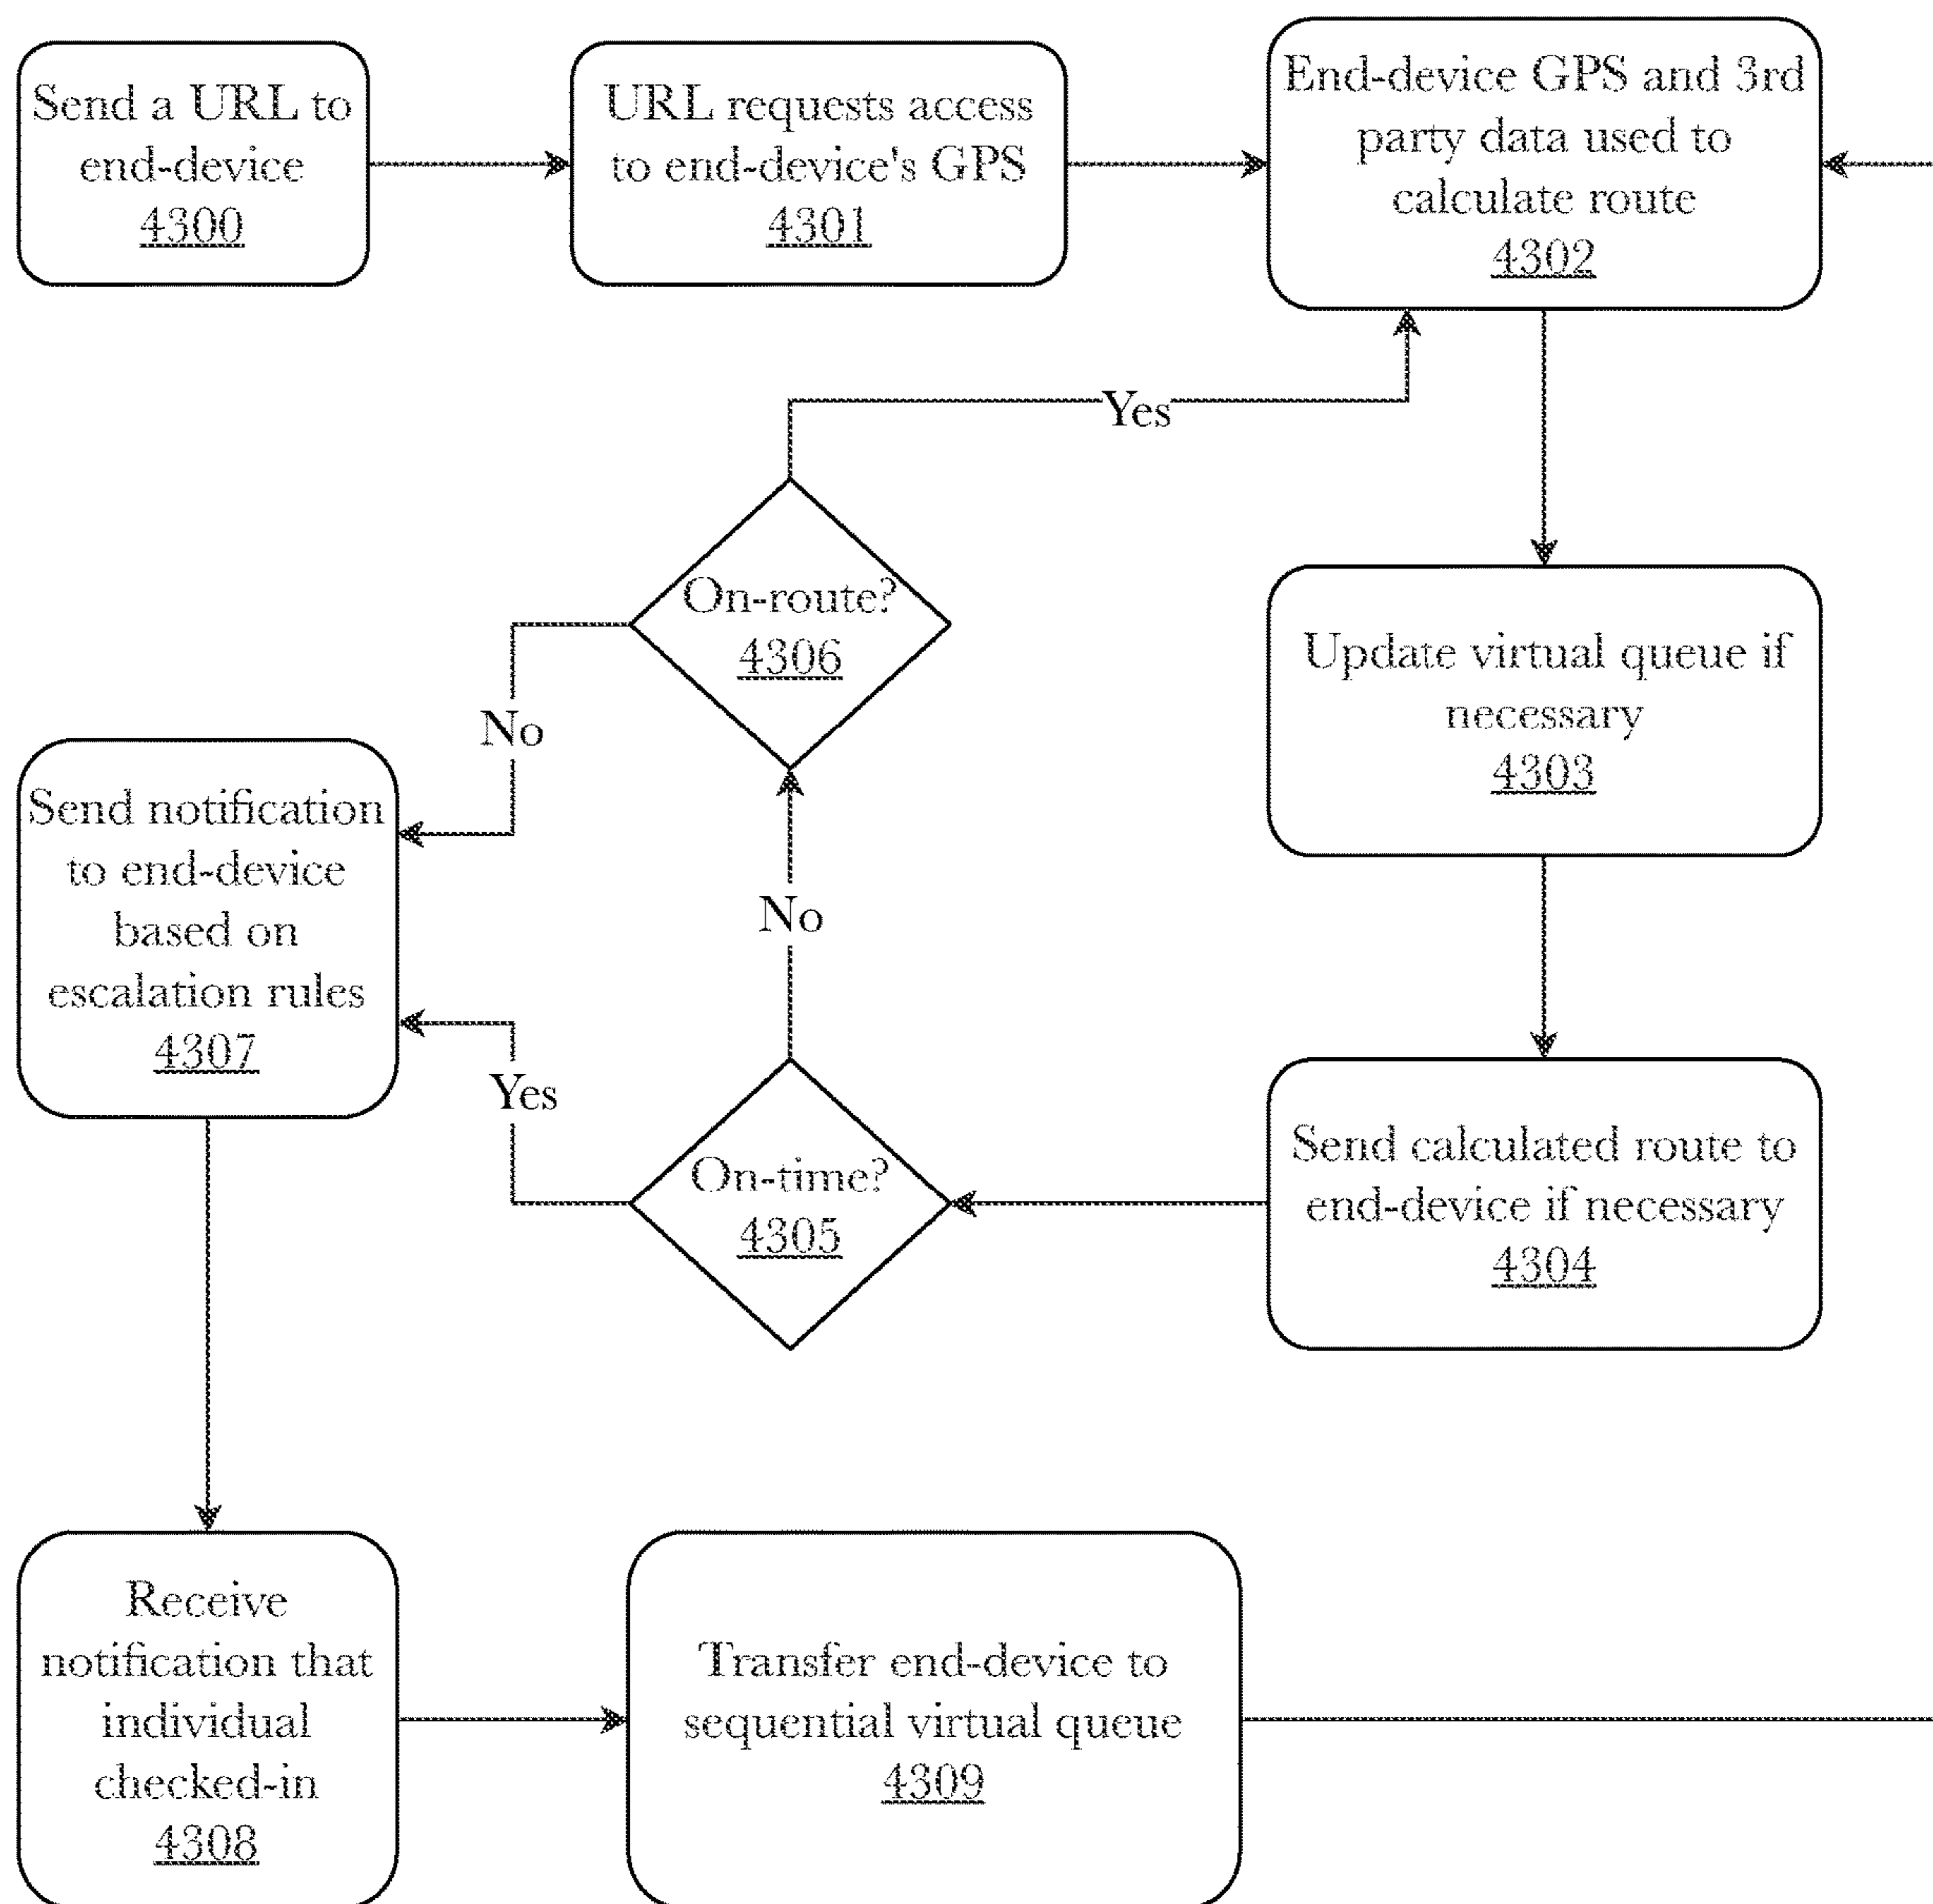 Send a URL to
end-device
4300
URL requests access
to end-device's GPS
4301
End-device GPS and 3rd
party data used to
calculate route
4302
Yes
On-route?
4306
No
Update virtual queue if
necessary
4303
Send notification
to end-device
based on
escalation rules
4307
No
Yes
On-time?
4305
Send calculated route to
end-device if necessary
4304
Receive
notification that
individual
checked-in
4308
Transfer end-device to
sequential virtual queue
4309